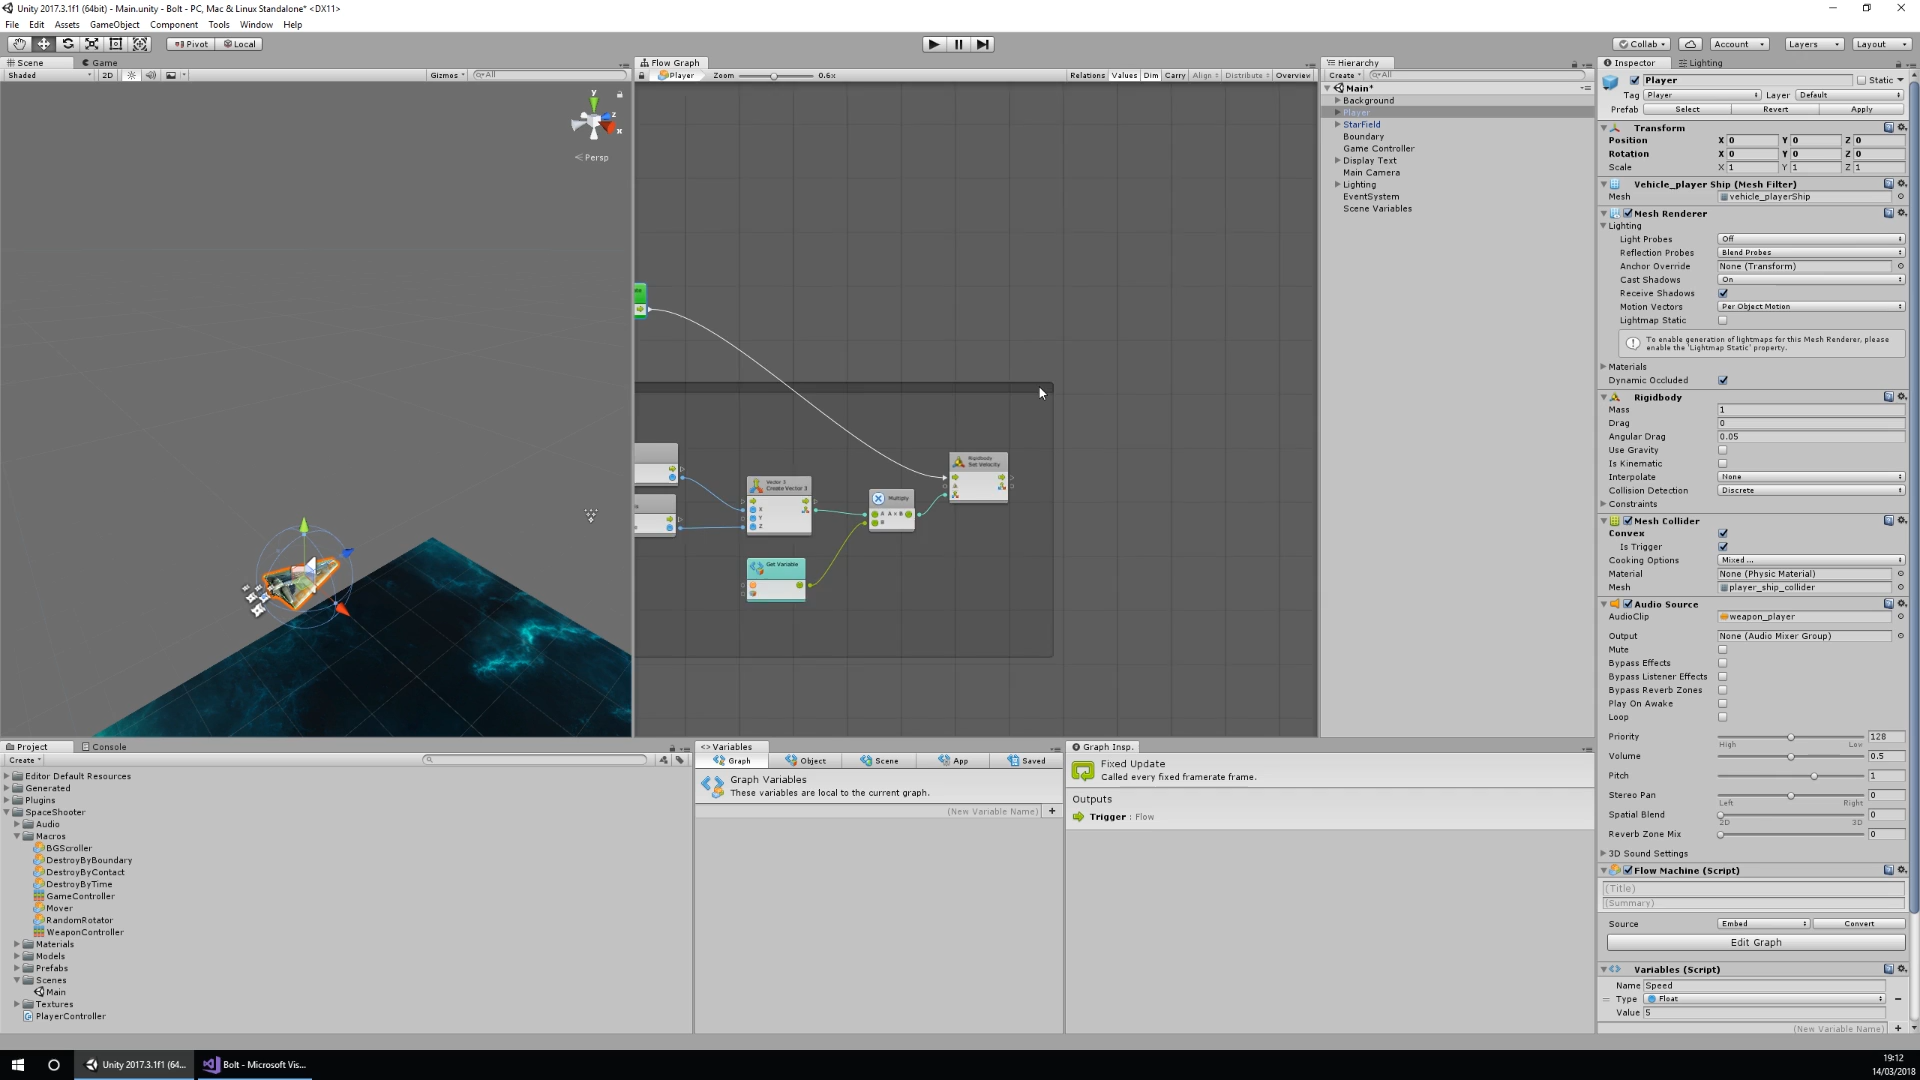 Unity 2017.3.1f1 (64bit) - Main.unity - Bolt - PC, Mac & Linux Standalone* <DX11>
File Edit Assets GameObject Component Tools Window Help
Pivot Local Collab Account Layers Layout
Scene Game
Shaded 2D Gizmos All
y
z
x
Persp
Flow Graph
Player Zoom 0.6x Relations Values Dim Carry Align Distribute Overview
Rigidbody
Set Velocity
Vector 3
Create Vector 3
X
Y
Z
Multiply
A A × B
B
Get Variable
Hierarchy
Create All
Main*
Background
Player
StarField
Boundary
Game Controller
Display Text
Main Camera
Lighting
EventSystem
Scene Variables
Inspector Lighting
Player Static
Tag Player Layer Default
Prefab Select Revert Apply
Transform
Position X 0 Y 0 Z 0
Rotation X 0 Y 0 Z 0
Scale X 1 Y 1 Z 1
Vehicle_player Ship (Mesh Filter)
Mesh vehicle_playerShip
Mesh Renderer
Lighting
Light Probes Off
Reflection Probes Blend Probes
Anchor Override None (Transform)
Cast Shadows On
Receive Shadows
Motion Vectors Per Object Motion
Lightmap Static
To enable generation of lightmaps for this Mesh Renderer, please
enable the 'Lightmap Static' property.
Materials
Dynamic Occluded
Rigidbody
Mass 1
Drag 0
Angular Drag 0.05
Use Gravity
Is Kinematic
Interpolate None
Collision Detection Discrete
Constraints
Mesh Collider
Convex
Is Trigger
Cooking Options Mixed ...
Material None (Physic Material)
Mesh player_ship_collider
Audio Source
AudioClip weapon_player
Output None (Audio Mixer Group)
Mute
Bypass Effects
Bypass Listener Effects
Bypass Reverb Zones
Play On Awake
Loop
Priority 128
High Low
Volume 0.5
Pitch 1
Stereo Pan 0
Left Right
Spatial Blend 0
2D 3D
Reverb Zone Mix 0
3D Sound Settings
Flow Machine (Script)
(Title)
(Summary)
Source Embed Convert
Edit Graph
Variables (Script)
Name Speed
Type Float
Value 5
(New Variable Name) +
Project Console
Create
Editor Default Resources
Generated
Plugins
SpaceShooter
Audio
Macros
BGScroller
DestroyByBoundary
DestroyByContact
DestroyByTime
GameController
Mover
RandomRotator
WeaponController
Materials
Models
Prefabs
Scenes
Main
Textures
PlayerController
Variables
Graph Object Scene App Saved
Graph Variables
These variables are local to the current graph.
(New Variable Name) +
Graph Insp.
Fixed Update
Called every fixed framerate frame.
Outputs
Trigger : Flow
Unity 2017.3.1f1 (64... Bolt - Microsoft Vis...
19:12
14/03/2018